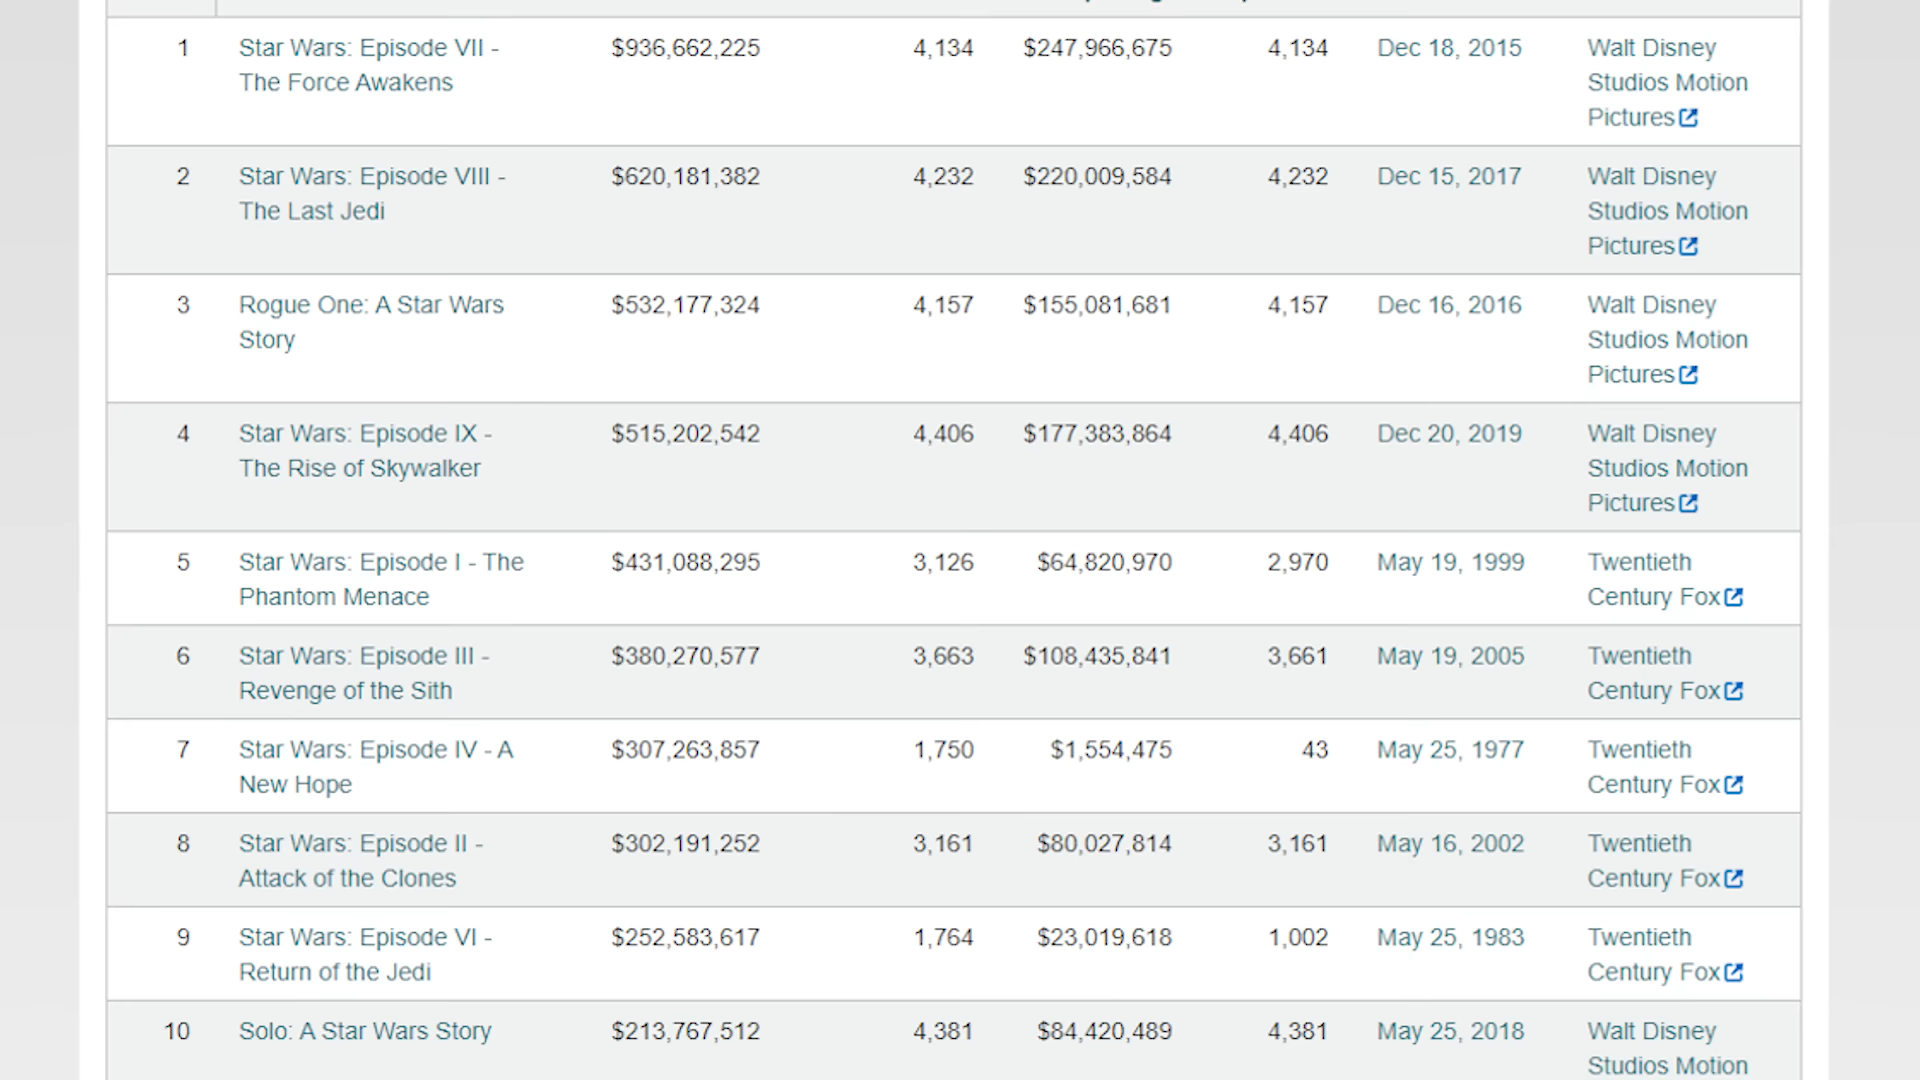 1 Star Wars: Episode VII - $936,662,225 4,134 $247,966,675 4,134 Dec 18, 2015 Walt Disney
The Force Awakens Studios Motion
Pictures
2 Star Wars: Episode VIII - $620,181,382 4,232 $220,009,584 4,232 Dec 15, 2017 Walt Disney
The Last Jedi Studios Motion
Pictures
3 Rogue One: A Star Wars $532,177,324 4,157 $155,081,681 4,157 Dec 16, 2016 Walt Disney
Story Studios Motion
Pictures
4 Star Wars: Episode IX - $515,202,542 4,406 $177,383,864 4,406 Dec 20, 2019 Walt Disney
The Rise of Skywalker Studios Motion
Pictures
5 Star Wars: Episode I - The $431,088,295 3,126 $64,820,970 2,970 May 19, 1999 Twentieth
Phantom Menace Century Fox
6 Star Wars: Episode III - $380,270,577 3,663 $108,435,841 3,661 May 19, 2005 Twentieth
Revenge of the Sith Century Fox
7 Star Wars: Episode IV - A $307,263,857 1,750 $1,554,475 43 May 25, 1977 Twentieth
New Hope Century Fox
8 Star Wars: Episode II - $302,191,252 3,161 $80,027,814 3,161 May 16, 2002 Twentieth
Attack of the Clones Century Fox
9 Star Wars: Episode VI - $252,583,617 1,764 $23,019,618 1,002 May 25, 1983 Twentieth
Return of the Jedi Century Fox
10 Solo: A Star Wars Story $213,767,512 4,381 $84,420,489 4,381 May 25, 2018 Walt Disney
Studios Motion